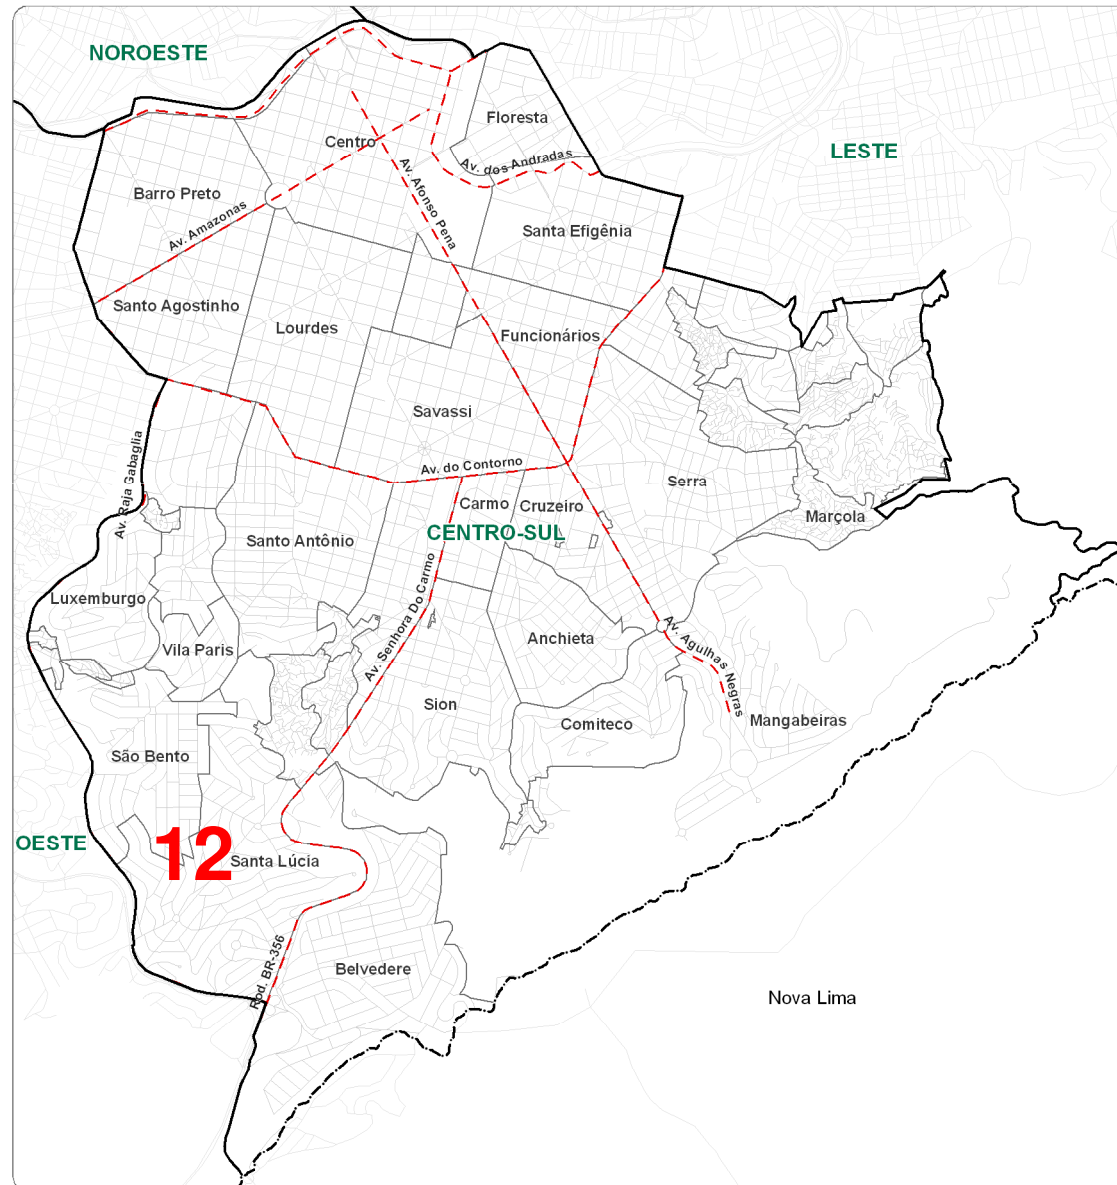 NOROESTE
Floresta
Centro
LESTE
Av. dos Andradas
Barro Preto
Av. Afonso Pena
Av. Amazonas
Santa Efigênia
Santo Agostinho
Lourdes
Funcionários
Savassi
Av. Raja Gabaglia
Av. do Contorno
Serra
Carmo
Cruzeiro
Marçola
CENTRO-SUL
Santo Antônio
Luxemburgo
Av. Senhora Do Carmo
Anchieta
Vila Paris
Av. Agulhas Negras
Sion
Comiteco
Mangabeiras
São Bento
OESTE
12
Santa Lúcia
Rod. BR-356
Belvedere
Nova Lima